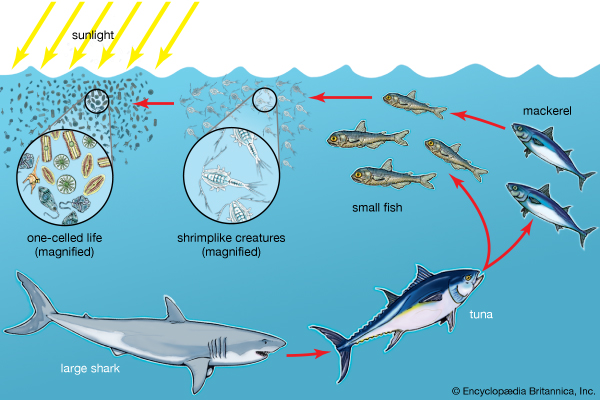 sunlight
mackerel
small fish
one-celled life
(magnified)
shrimplike creatures
(magnified)
tuna
large shark
© Encyclopædia Britannica, Inc.